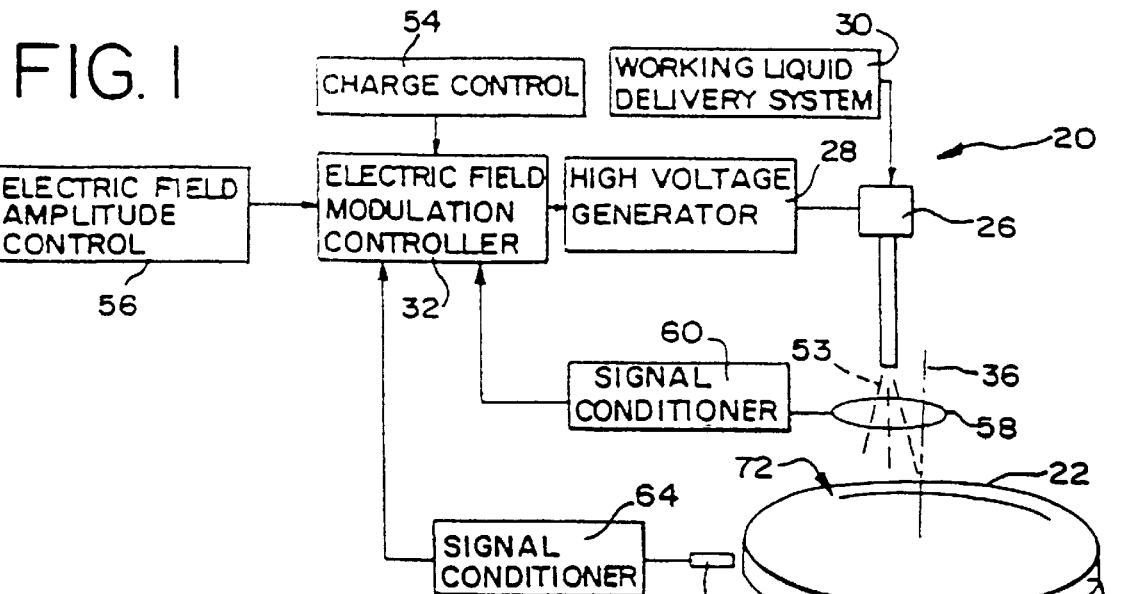 FIG. 1
54
30
CHARGE CONTROL
WORKING LIQUID
DELIVERY SYSTEM
20
ELECTRIC FIELD
AMPLITUDE
CONTROL
ELECTRIC FIELD
MODULATION
CONTROLLER
HIGH VOLTAGE
GENERATOR
28
26
56
32
60
53
36
SIGNAL
CONDITIONER
58
72
22
64
SIGNAL
CONDITIONER